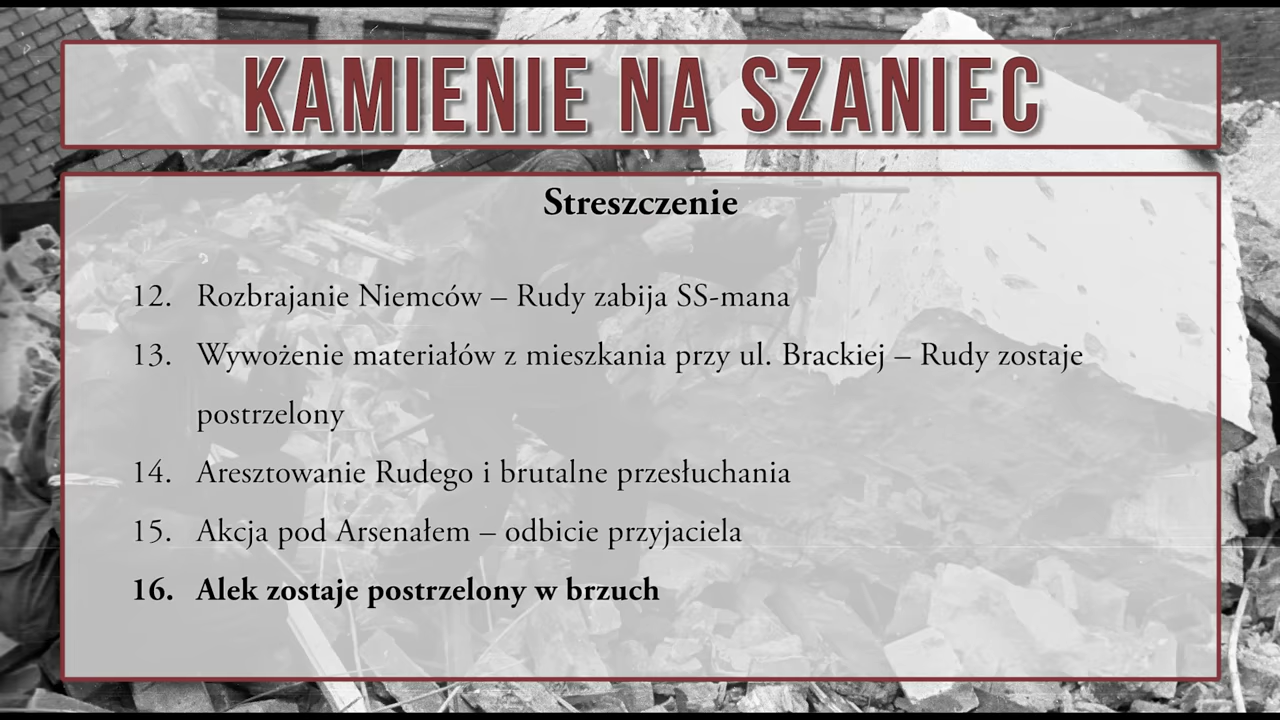 KAMIENIE NA SZANIEC
Streszczenie
12. Rozbrajanie Niemców – Rudy zabija SS-mana
13. Wywożenie materiałów z mieszkania przy ul. Brackiej – Rudy zostaje
postrzelony
14. Aresztowanie Rudego i brutalne przesłuchania
15. Akcja pod Arsenałem – odbicie przyjaciela
16. Alek zostaje postrzelony w brzuch